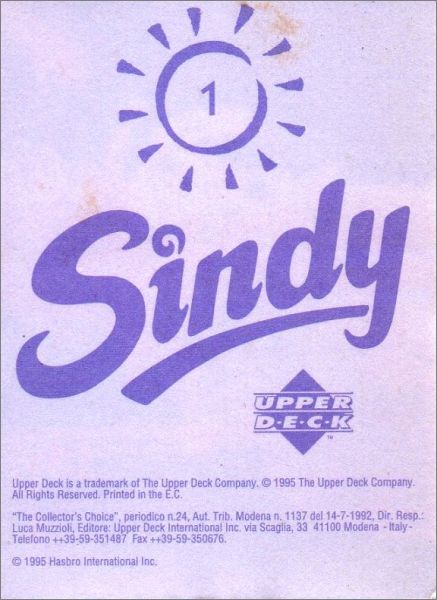 1
Sindy
UPPER
D·E·C·K
™
Upper Deck is a trademark of The Upper Deck Company. © 1995 The Upper Deck Company.
All Rights Reserved. Printed in the E.C.
"The Collector's Choice", periodico n.24, Aut. Trib. Modena n. 1137 del 14-7-1992, Dir. Resp.:
Luca Muzzioli, Editore: Upper Deck International Inc. via Scaglia, 33 41100 Modena - Italy -
Telefono ++39-59-351487 Fax ++39-59-350676.
© 1995 Hasbro International Inc.